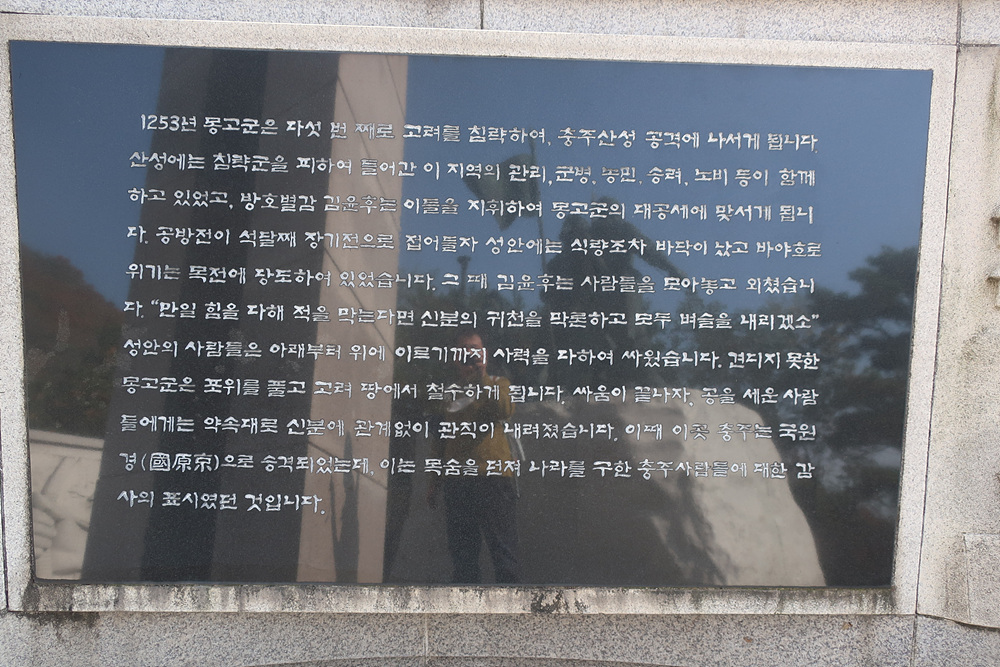 1253년 몽고군은 다섯 번 째로 고려를 침략하여, 충주산성 공격에 나서게 됩니다.
산성에는 침략군을 피하여 들어간 이 지역의 관리, 군병, 농민, 승려, 노비 등이 함께
하고 있었고, 방호별감 김윤후는 이들을 지휘하여 몽고군의 대공세에 맞서게 됩니
다. 공방전이 석달째 장기전으로 접어들자 성안에는 식량조차 바닥이 났고 바야흐로
위기는 목전에 당도하여 있었습니다. 그 때 김윤후는 사람들을 모아놓고 외쳤습니
다. "만일 힘을 다해 적을 막는다면 신분의 귀천을 막론하고 모두 벼슬을 내리겠소"
성안의 사람들은 아래부터 위에 이르기까지 사력을 다하여 싸웠습니다. 견디지 못한
몽고군은 포위를 풀고 고려 땅에서 철수하게 됩니다. 싸움이 끝나자, 공을 세운 사람
들에게는 약속대로 신분에 관계없이 관직이 내려졌습니다. 이때 이곳 충주는 국원
경(國原京)으로 승격되었는데, 이는 목숨을 던져 나라를 구한 충주사람들에 대한 감
사의 표시였던 것입니다.